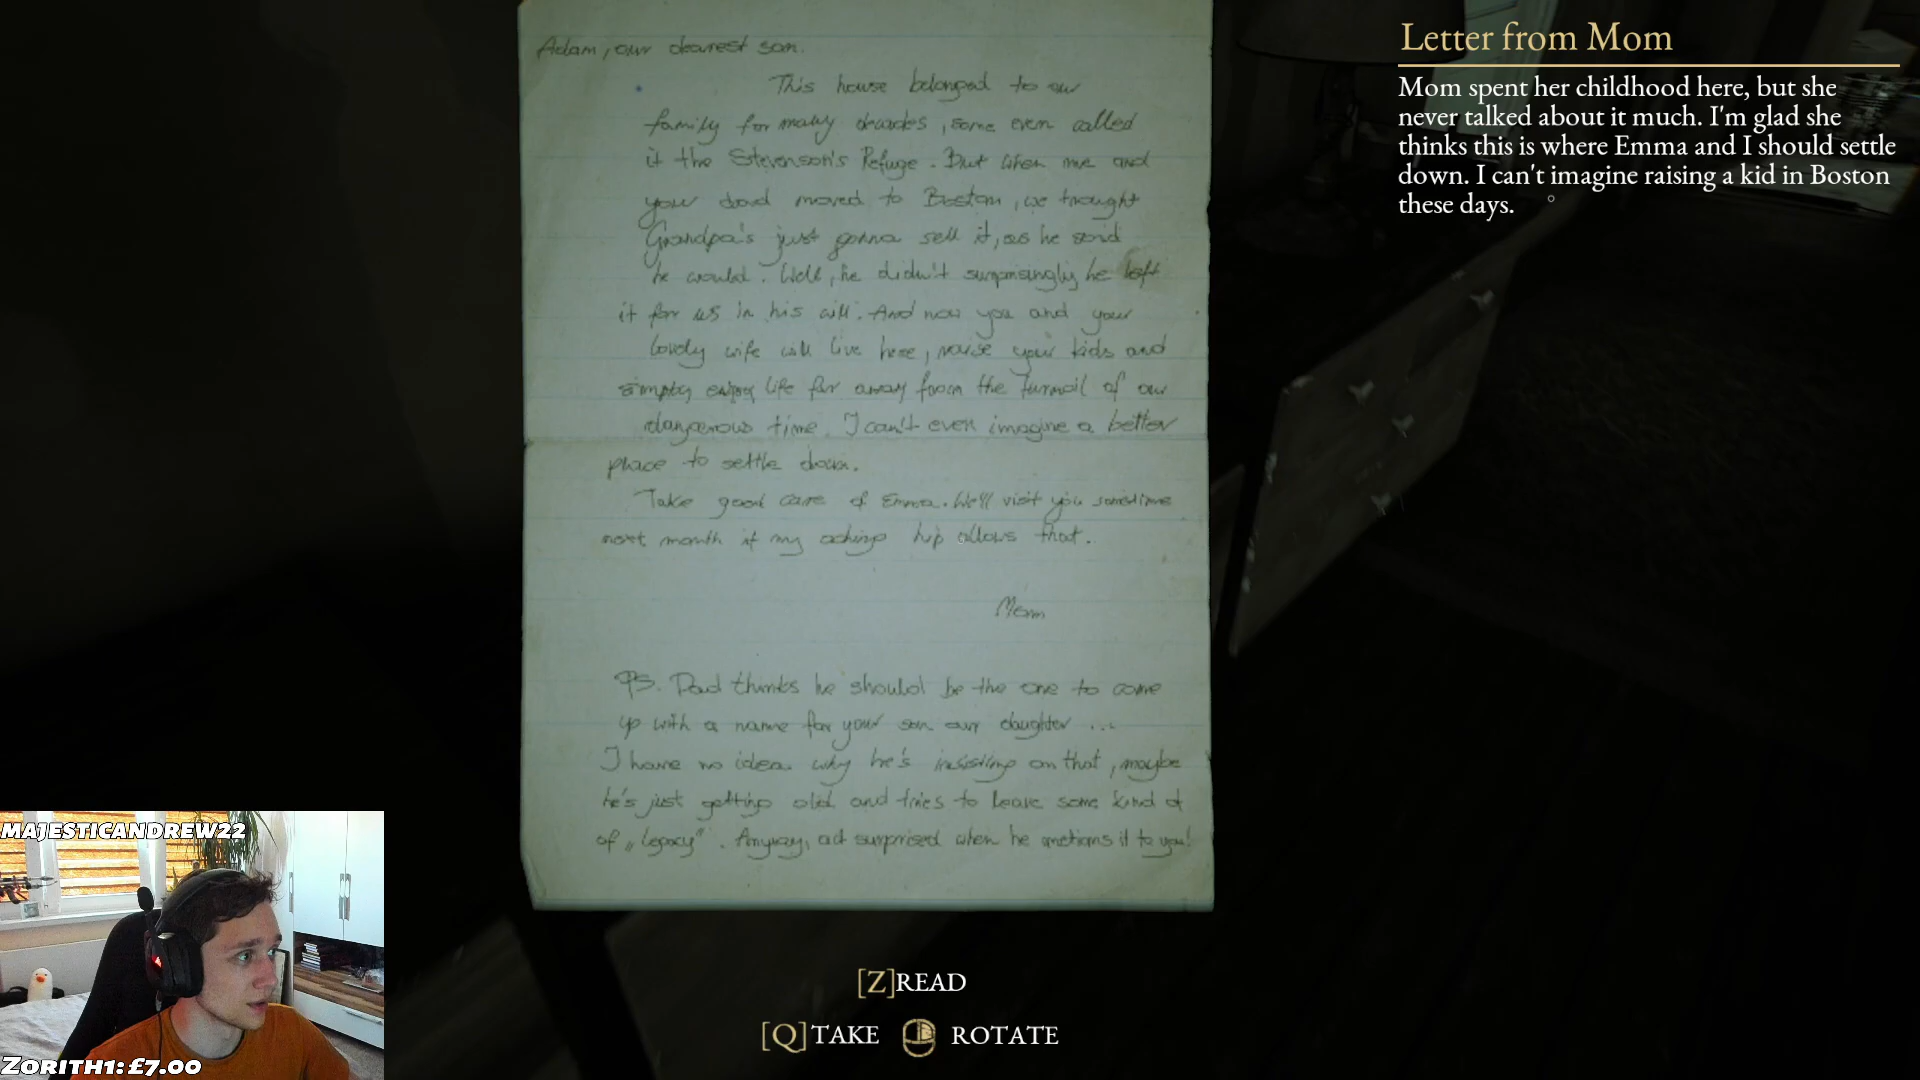 Adam, our dearest son.
This house belonged to our
family for many decades, some even called
it the Stevenson's Refuge. But when me and
your dad moved to Boston, we thought
Grandpa's just gonna sell it, as he said
he would. Well, he didn't surprisingly he left
it for us in his will. And now you and your
lovely wife will live here, raise your kids and
simply enjoy life far away from the turmoil of our
dangerous time. I can't even imagine a better
place to settle down.
Take good care of Emma. We'll visit you sometime
next month if my aching hip allows that.
Mom
PS. Dad thinks he should be the one to come
up with a name for your son our daughter ...
I have no idea why he's insisting on that, maybe
he's just getting old and tries to leave some kind of
of „legacy". Anyway, act surprised when he metions it to you!
Letter from Mom
Mom spent her childhood here, but she
never talked about it much. I'm glad she
thinks this is where Emma and I should settle
down. I can't imagine raising a kid in Boston
these days.
[Z]READ
[Q]TAKE ROTATE
MAJESTICANDREW22
ZORITH1: £7.00